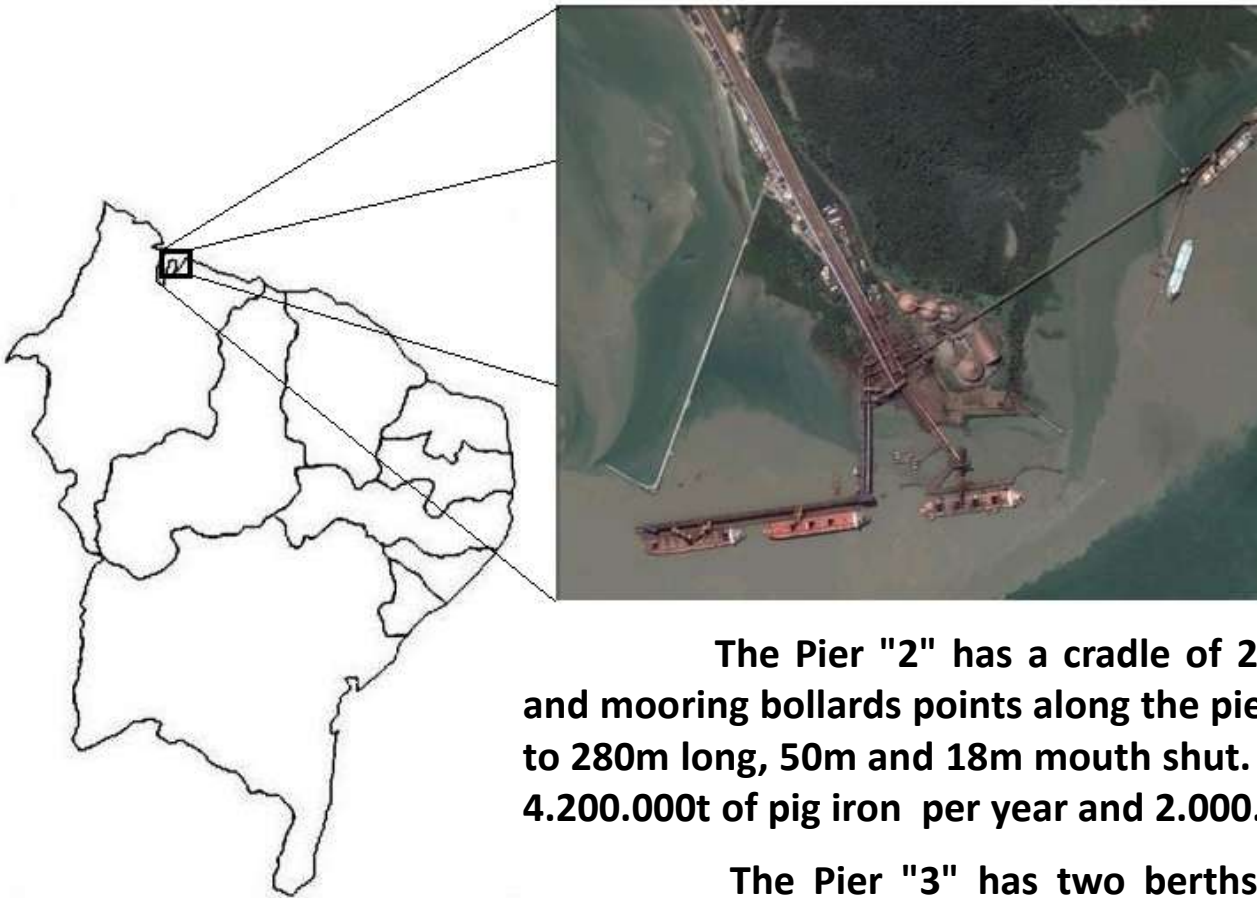 The Pier "2" has a cradle of 2
and mooring bollards points along the pie
to 280m long, 50m and 18m mouth shut.
4.200.000t of pig iron per year and 2.000.
The Pier "3" has two berths